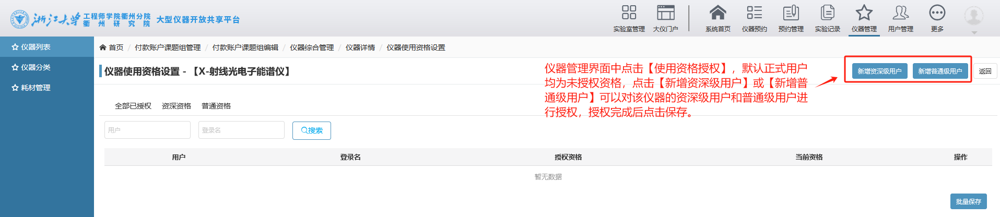 浙江大学
工程师学院衢州分院
衢州研究院
大型仪器开放共享平台
实验室管理
大仪门户
系统首页
仪器预约
预约管理
实验记录
仪器管理
用户管理
更多
仪器列表
仪器分类
耗材管理
首页 / 付款账户课题组管理 / 付款账户课题组编辑 / 仪器综合管理 / 仪器详情 / 仪器使用资格设置
仪器使用资格设置 - 【X-射线光电子能谱仪】
仪器管理界面中点击【使用资格授权】，默认正式用户
均为未授权资格，点击【新增资深级用户】或【新增普
通级用户】可以对该仪器的资深级用户和普通级用户进
行授权，授权完成后点击保存。
新增资深级用户
新增普通级用户
返回
全部已授权 资深资格 普通资格
用户
登录名
搜索
用户 登录名 授权资格 当前资格 操作
暂无数据
批量保存